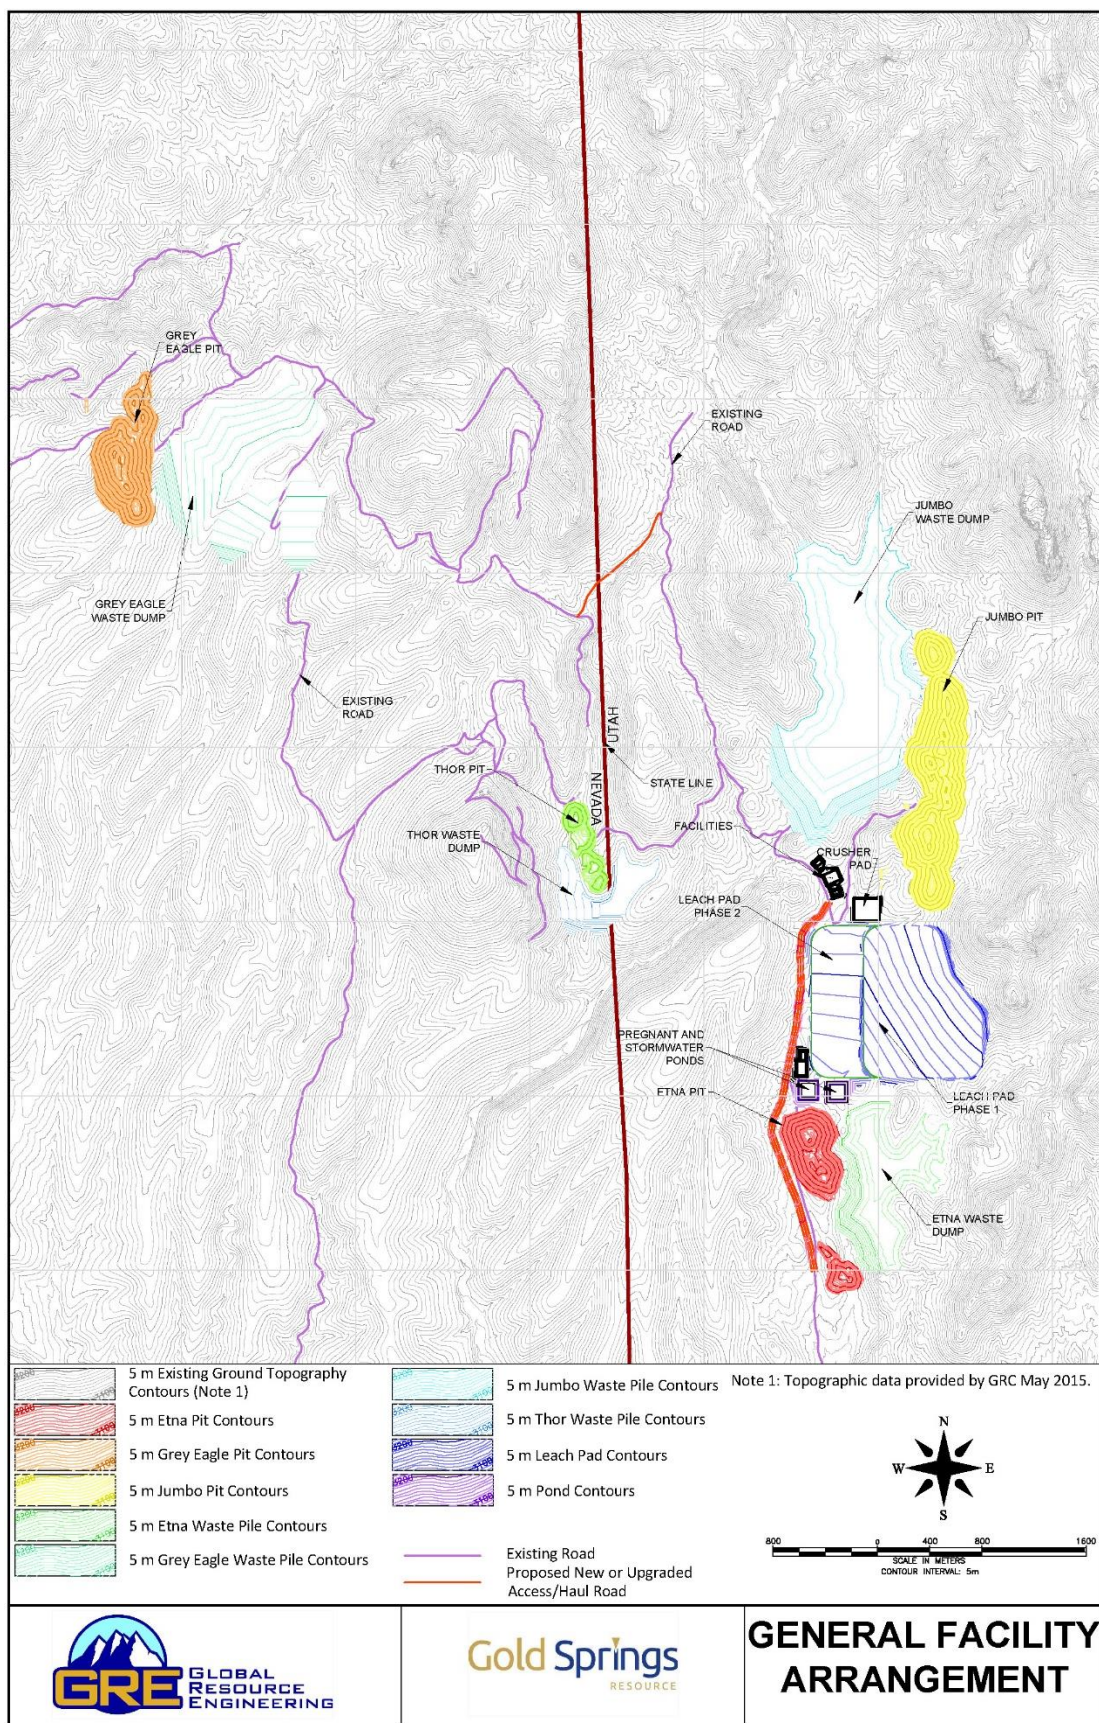 GREY
EAGLE PIT
EXISTING
ROAD
JUMBO
WASTE DUMP
GREY EAGLE
WASTE DUMP
JUMBO PIT
EXISTING
ROAD
UTAH
THOR PIT
STATE LINE
NEVADA
THOR WASTE
DUMP
FACILITIES
CRUSHER
PAD
LEACH PAD
PHASE 2
PREGNANT AND
STORMWATER
PONDS
ETNA PIT
LEACH PAD
PHASE 1
ETNA WASTE
DUMP
5 m Existing Ground Topography
Contours (Note 1)
5 m Etna Pit Contours
5 m Grey Eagle Pit Contours
5 m Jumbo Pit Contours
5 m Etna Waste Pile Contours
5 m Grey Eagle Waste Pile Contours
5 m Jumbo Waste Pile Contours
5 m Thor Waste Pile Contours
5 m Leach Pad Contours
5 m Pond Contours
Existing Road
Proposed New or Upgraded
Access/Haul Road
Note 1: Topographic data provided by GRC May 2015.
N
W E
S
800 0 400 800 1600
SCALE IN METERS
CONTOUR INTERVAL: 5m
GRE GLOBAL
RESOURCE
ENGINEERING
Gold Springs
RESOURCE
GENERAL FACILITY
ARRANGEMENT